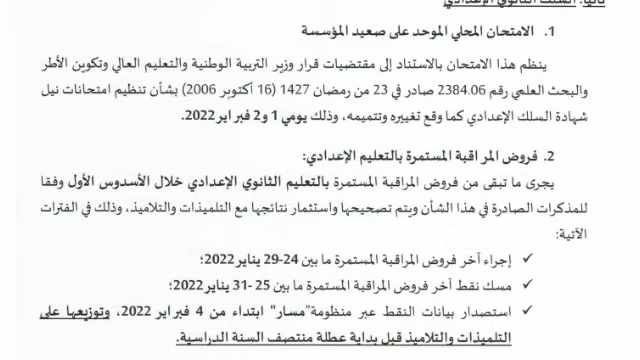 ثانيا: السلك الثانوي الإعدادي
1. الامتحان المحلي الموحد على صعيد المؤسسة
ينظم هذا الامتحان بالاستناد إلى مقتضيات قرار وزير التربية الوطنية والتعليم العالي وتكوين الأطر
والبحث العلمي رقم 2384.06 صادر في 23 من رمضان 1427 (16 أكتوبر 2006) بشأن تنظيم امتحانات نيل
شهادة السلك الإعدادي كما وقع تغييره وتتميمه، وذلك يومي 1 و2 فبراير 2022.
2. فروض المراقبة المستمرة بالتعليم الإعدادي:
يجرى ما تبقى من فروض المراقبة المستمرة بالتعليم الثانوي الإعدادي خلال الأسدوس الأول وفقا
للمذكرات الصادرة في هذا الشأن ويتم تصحيحها واستثمار نتائجها مع التلميذات والتلاميذ، وذلك في الفترات
الآتية:
✓ إجراء آخر فروض المراقبة المستمرة ما بين 24-29 يناير 2022؛
✓ مسك نقط آخر فروض المراقبة المستمرة ما بين 25 -31 يناير 2022؛
✓ استصدار بيانات النقط عبر منظومة"مسار" ابتداء من 4 فبراير 2022، وتوزيعها على
التلميذات والتلاميذ قبل بداية عطلة منتصف السنة الدراسية.